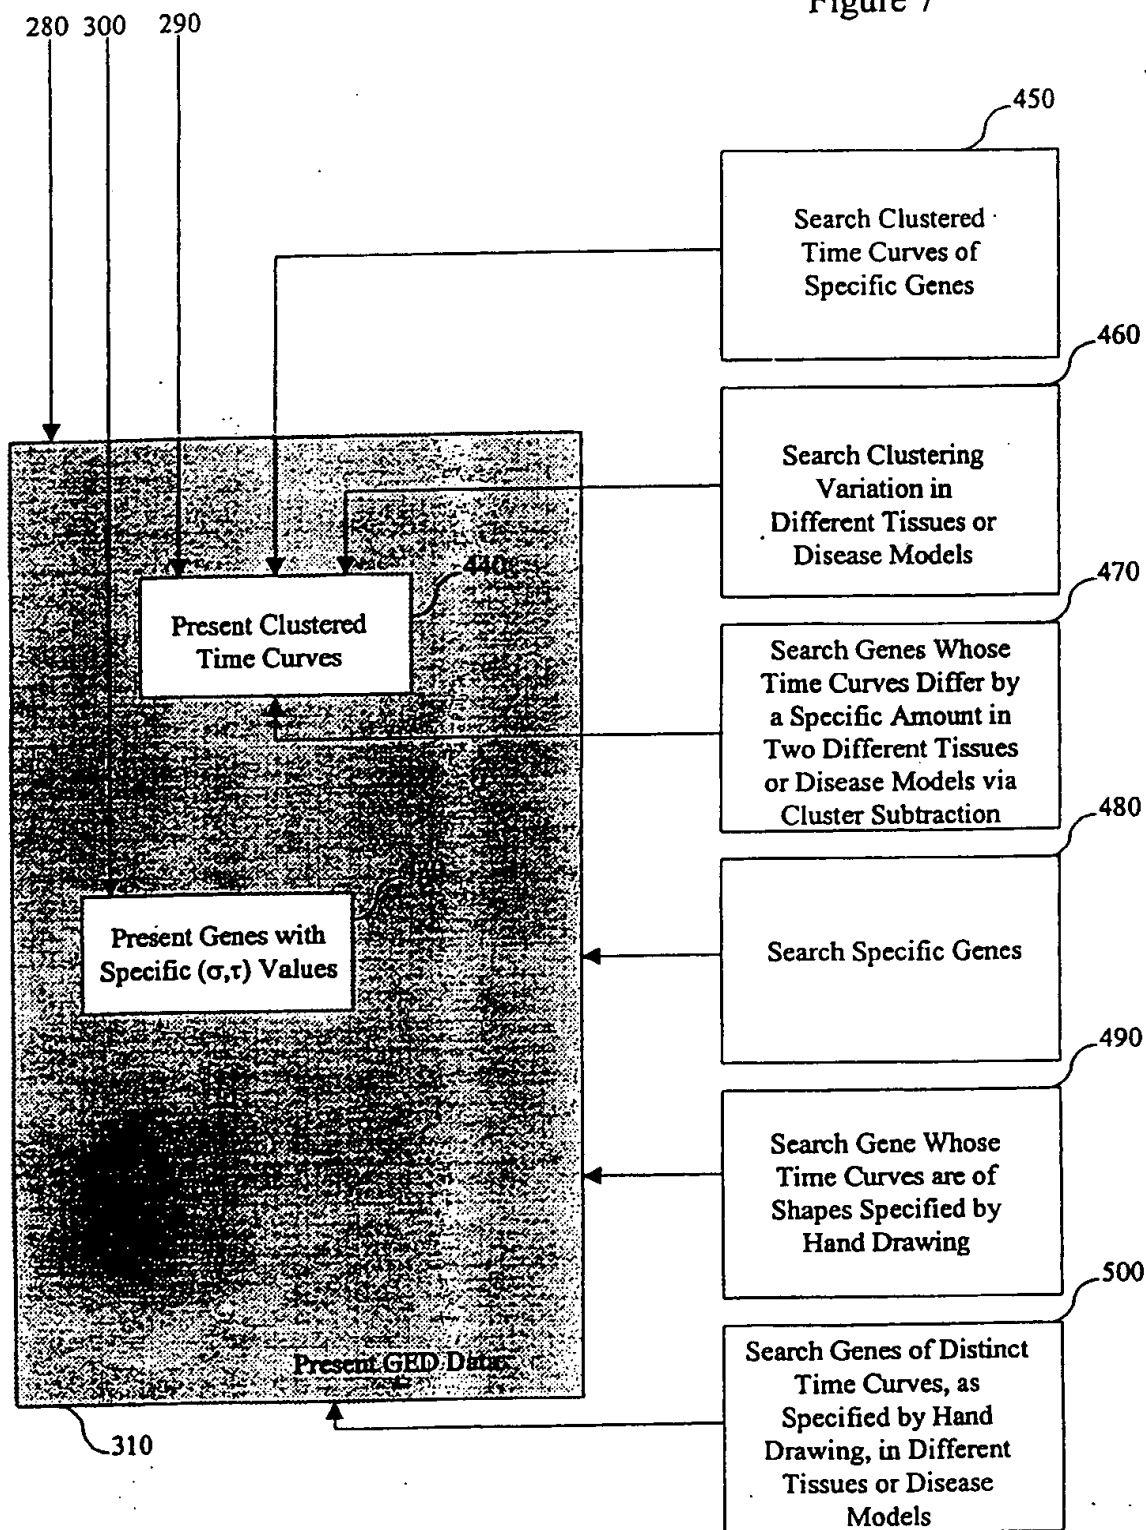 Figure 7
280 300 290
450
Search Clustered
Time Curves of
Specific Genes
460
Search Clustering
Variation in
Different Tissues or
Disease Models
440
Present Clustered
Time Curves
470
Search Genes Whose
Time Curves Differ by
a Specific Amount in
Two Different Tissues
or Disease Models via
Cluster Subtraction
480
Present Genes with
Specific (σ,τ) Values
Search Specific Genes
490
Search Gene Whose
Time Curves are of
Shapes Specified by
Hand Drawing
500
Present GED Data
310
Search Genes of Distinct
Time Curves, as
Specified by Hand
Drawing, in Different
Tissues or Disease
Models